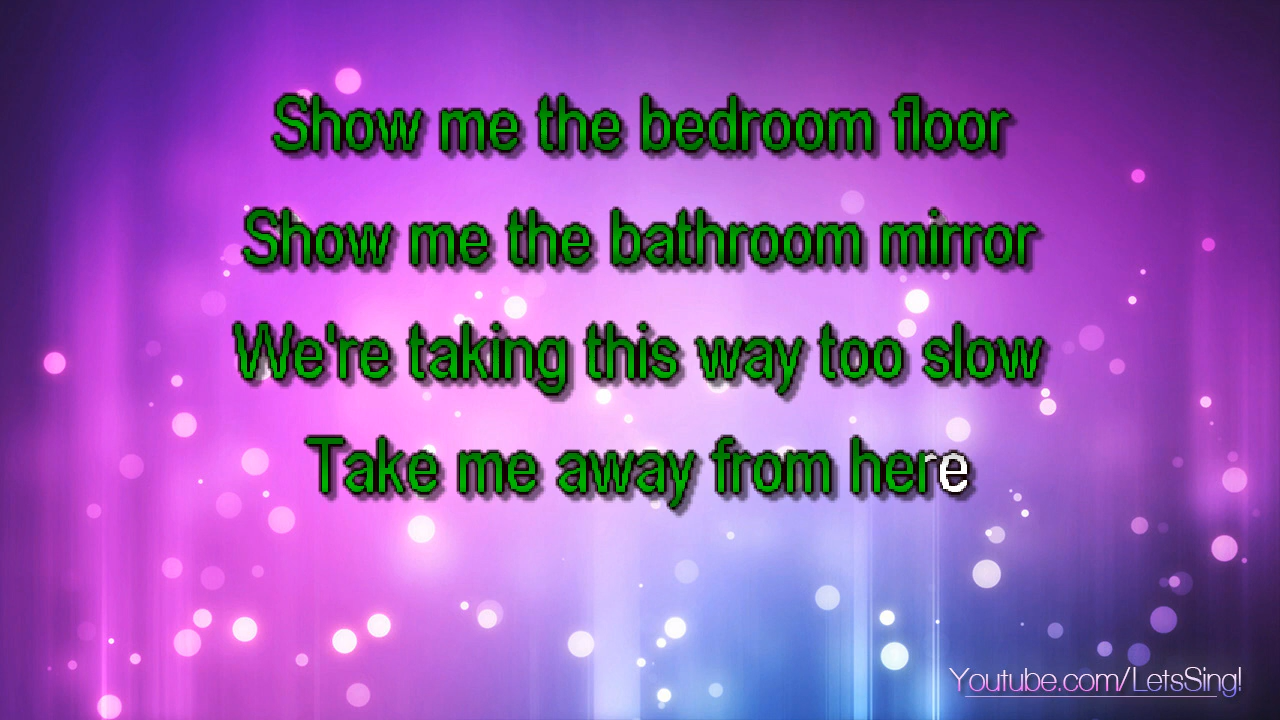 Show me the bedroom floor
Show me the bathroom mirror
We're taking this way too slow
Take me away from here
Youtube.com/LetsSing!